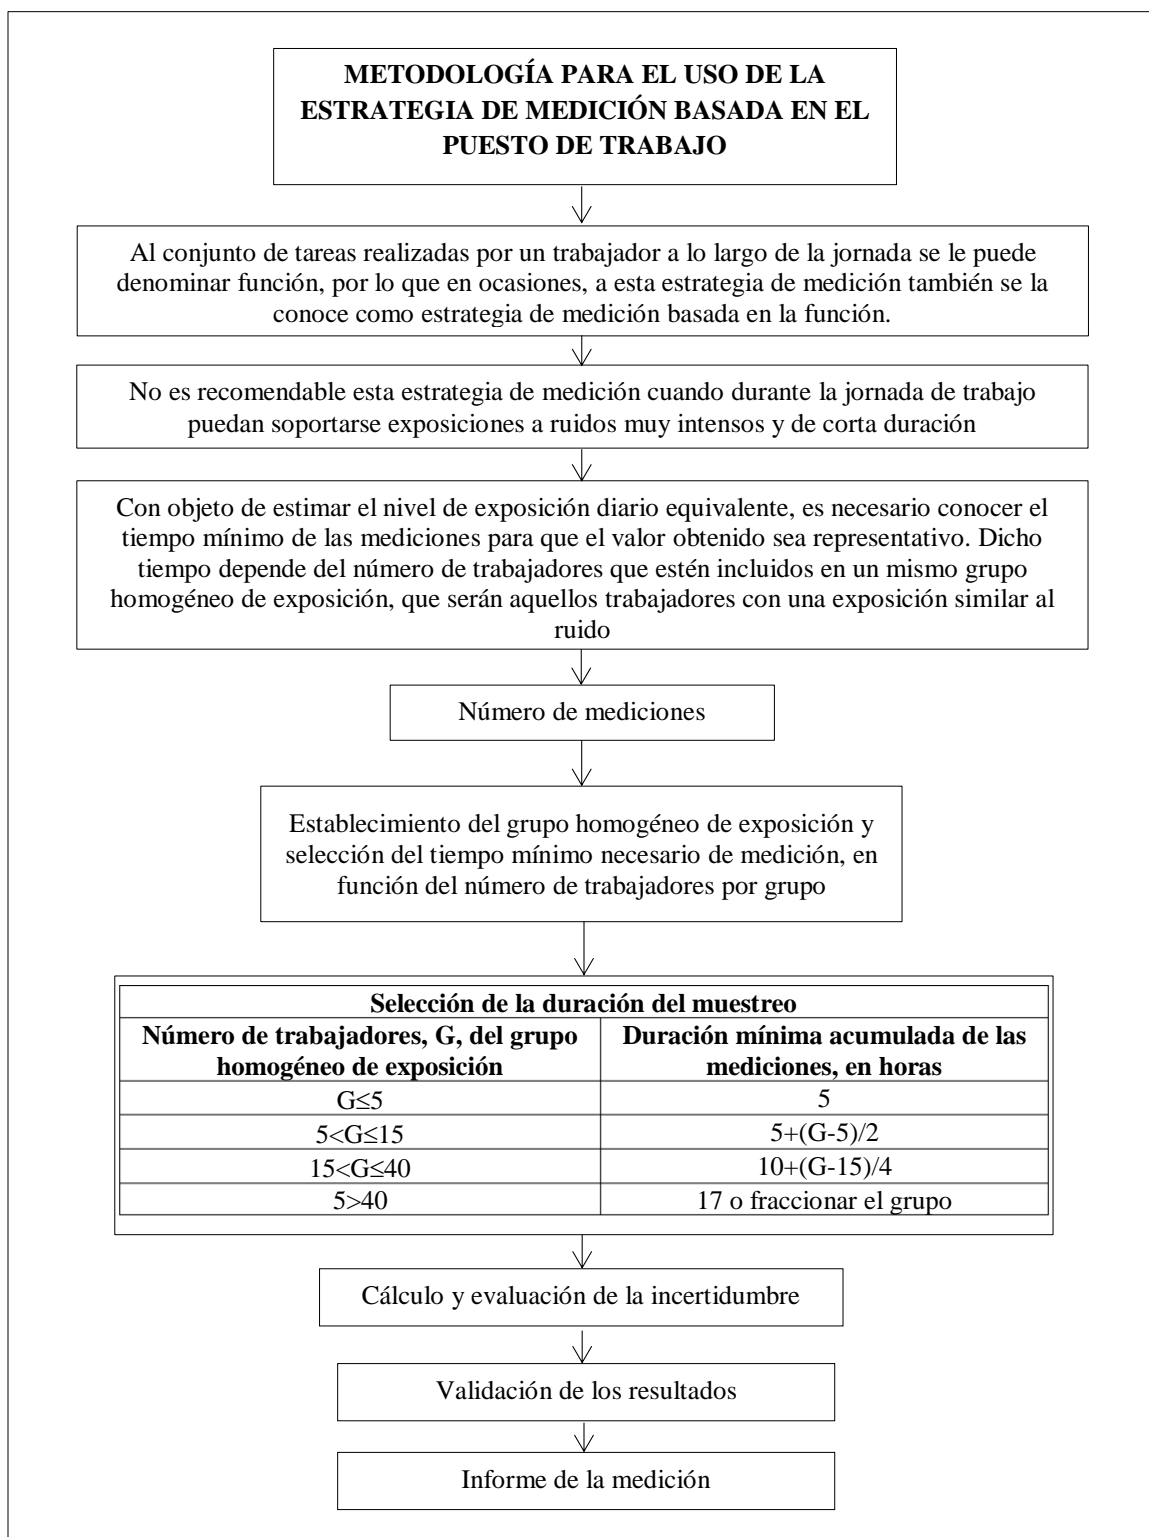 METODOLOGÍA PARA EL USO DE LA
ESTRATEGIA DE MEDICIÓN BASADA EN EL
PUESTO DE TRABAJO
Al conjunto de tareas realizadas por un trabajador a lo largo de la jornada se le puede
denominar función, por lo que en ocasiones, a esta estrategia de medición también se la
conoce como estrategia de medición basada en la función.
No es recomendable esta estrategia de medición cuando durante la jornada de trabajo
puedan soportarse exposiciones a ruidos muy intensos y de corta duración
Con objeto de estimar el nivel de exposición diario equivalente, es necesario conocer el
tiempo mínimo de las mediciones para que el valor obtenido sea representativo. Dicho
tiempo depende del número de trabajadores que estén incluidos en un mismo grupo
homogéneo de exposición, que serán aquellos trabajadores con una exposición similar al
ruido
Número de mediciones
Establecimiento del grupo homogéneo de exposición y
selección del tiempo mínimo necesario de medición, en
función del número de trabajadores por grupo
Selección de la duración del muestreo
Número de trabajadores, G, del grupo
homogéneo de exposición
Duración mínima acumulada de las
mediciones, en horas
G≤5
5
5<G≤15
5+(G-5)/2
15<G≤40
10+(G-15)/4
5>40
17 o fraccionar el grupo
Cálculo y evaluación de la incertidumbre
Validación de los resultados
Informe de la medición